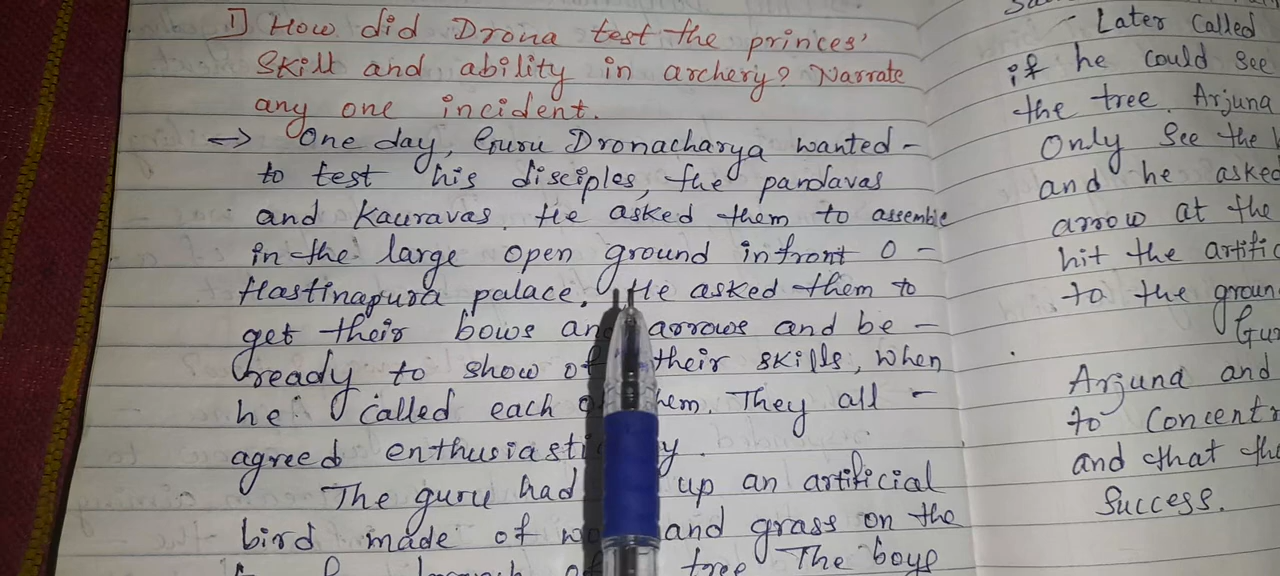 1] How did Drona test the princes'
skill and ability in archery? Narrate
any one incident.
→ One day, Guru Dronacharya wanted -
to test his disciples, the pandavas
and Kauravas. He asked them to assemble
in the large open ground infront o -
Hastinapura palace. He asked them to
get their bows and arrows and be -
ready to show of their skills, when
he called each of them. They all -
agreed enthusiastically.
The guru had up an artificial
bird made of and grass on the
branch of tree. The boys
- Later called
if he could see
the tree. Arjuna
Only see the
and he asked
arrow at the
hit the artific
to the groun
Gu
Arjuna and
to concent
and that the
success.